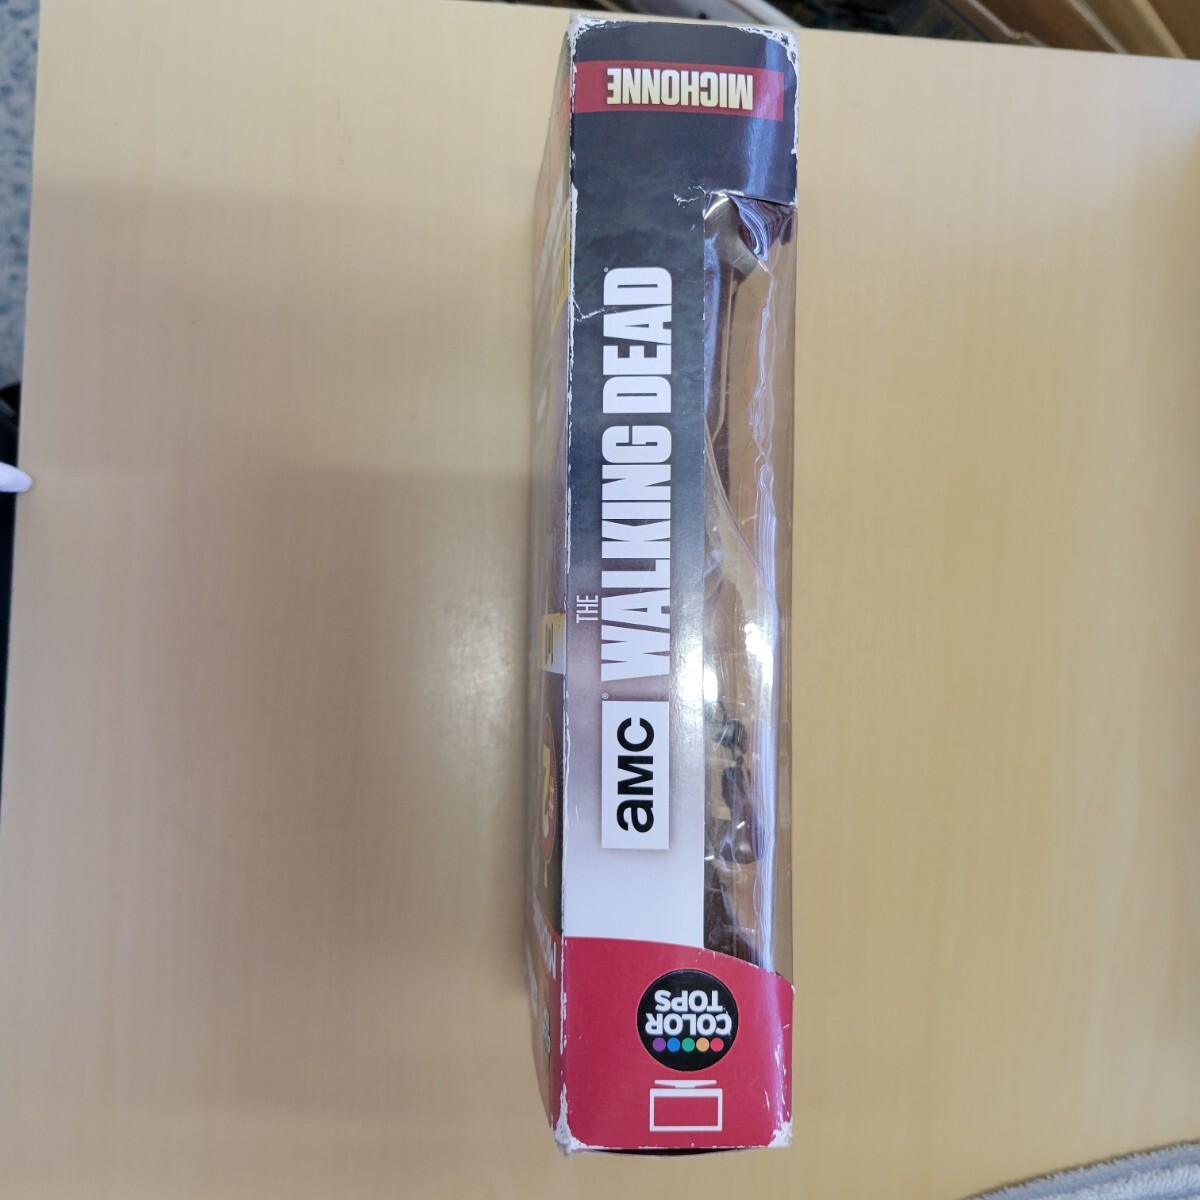 MICHONNE
THE
WALKING DEAD
®
aMC
COLOR
TOPS